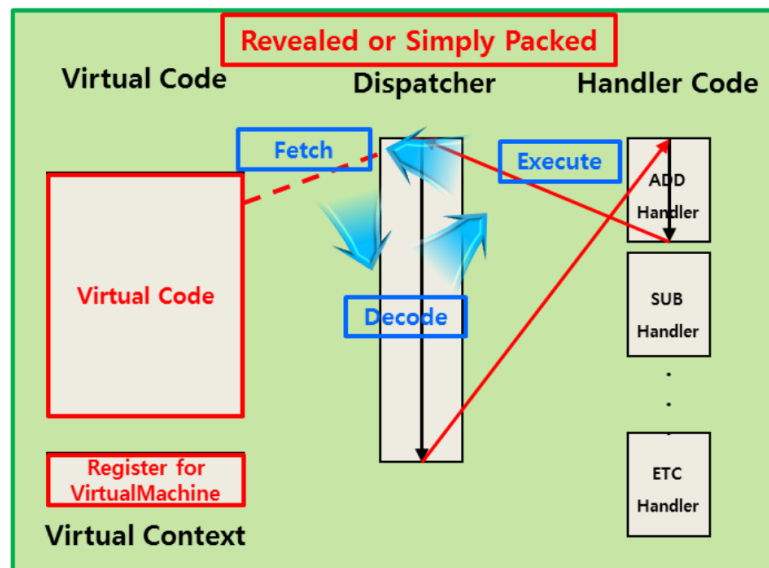 Revealed or Simply Packed
Virtual Code
Dispatcher
Handler Code
Fetch
Execute
ADD
Handler
Virtual Code
Decode
SUB
Handler
.
.
.
Register for
VirtualMachine
ETC
Handler
Virtual Context